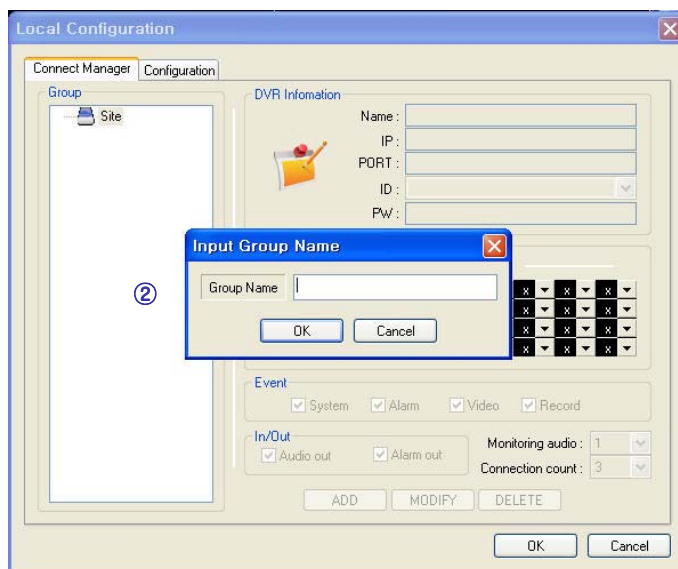 Local Configuration
Connect Manager Configuration
Group
Site
DVR Infomation
Name :
IP :
PORT :
ID :
PW :
Input Group Name
②
Group Name
OK Cancel
x x x
x x x
x x x
x x x
Event
System Alarm Video Record
In/Out
Audio out Alarm out
Monitoring audio : 1
Connection count : 3
ADD MODIFY DELETE
OK Cancel